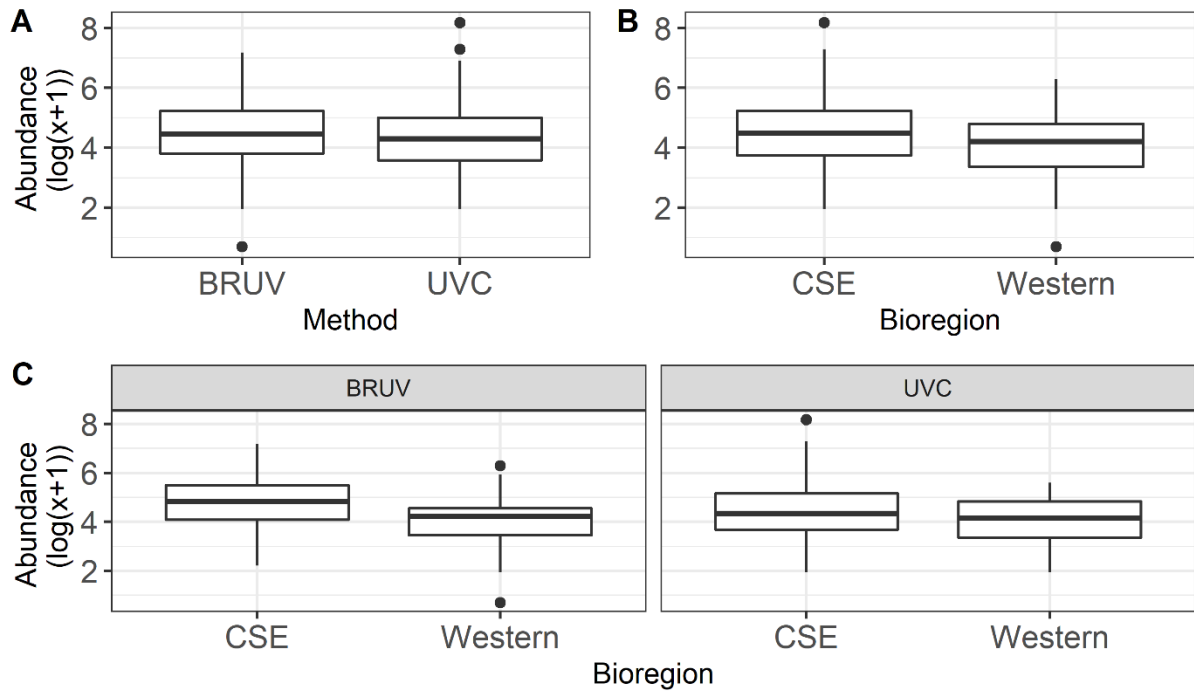 A
Abundance
(log(x+1))
8
6
4
2
BRUV
UVC
Method
B
8
6
4
2
CSE
Western
Bioregion
C
BRUV
UVC
Abundance
(log(x+1))
8
6
4
2
CSE
Western
CSE
Western
Bioregion